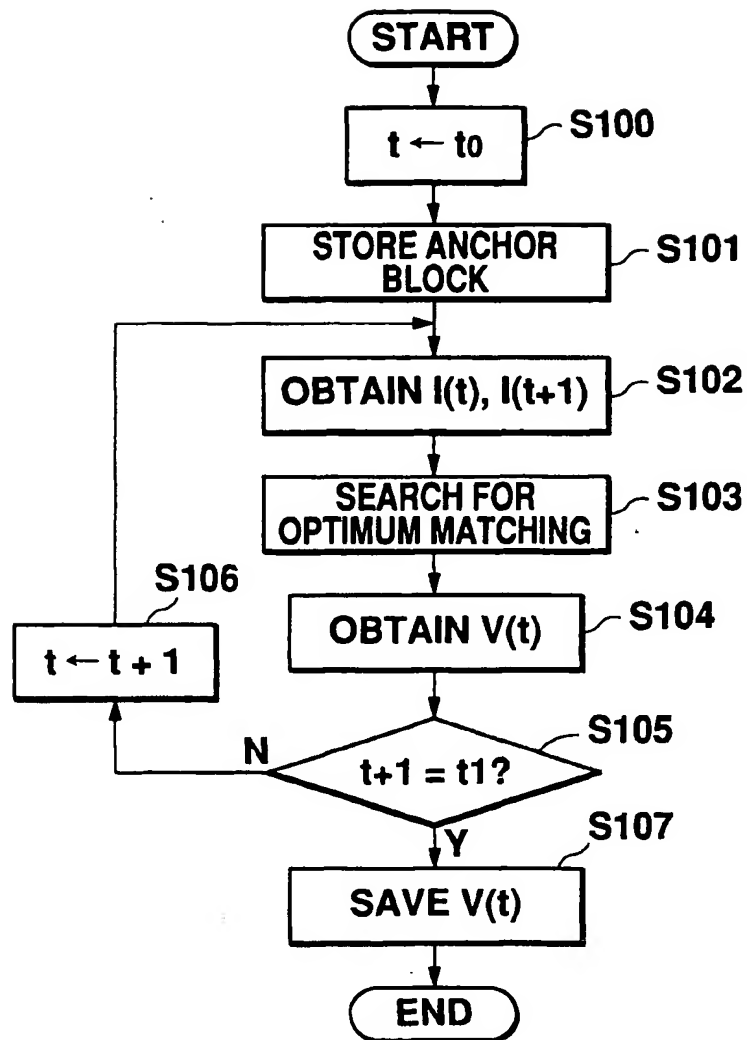 START
t ← t0
S100
STORE ANCHOR
BLOCK
S101
OBTAIN I(t), I(t+1)
S102
SEARCH FOR
OPTIMUM MATCHING
S103
S106
t ← t + 1
OBTAIN V(t)
S104
N
t+1 = t1?
S105
Y
SAVE V(t)
S107
END